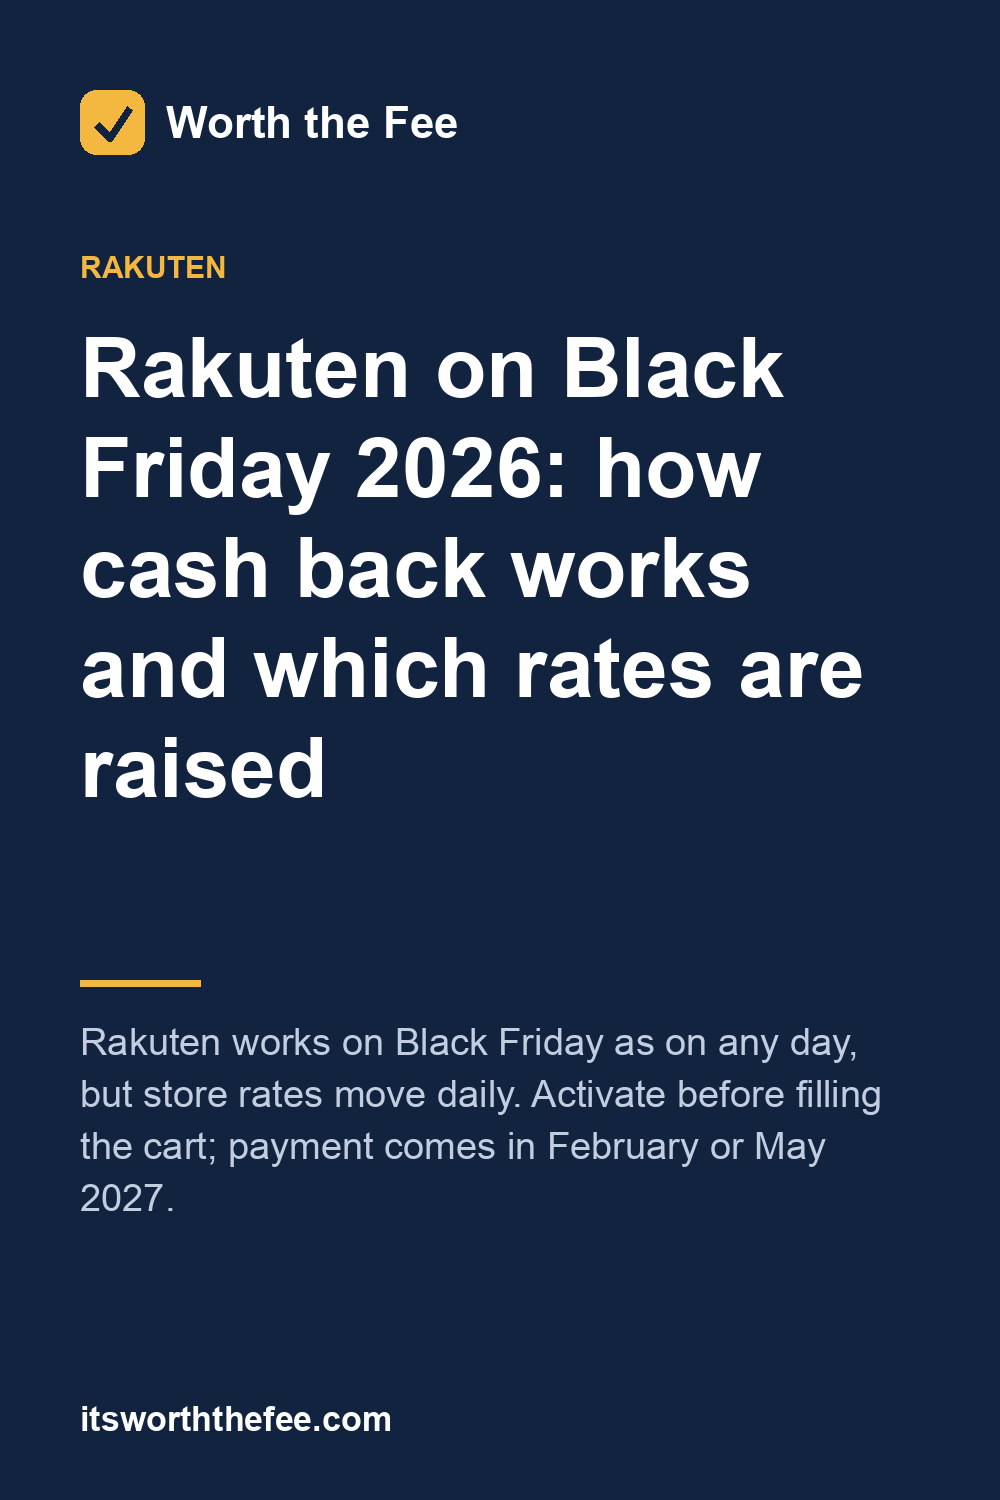 Worth the Fee
RAKUTEN
Rakuten on Black
Friday 2026: how
cash back works
and which rates are
raised
Rakuten works on Black Friday as on any day,
but store rates move daily. Activate before filling
the cart; payment comes in February or May
2027.
itsworththefee.com